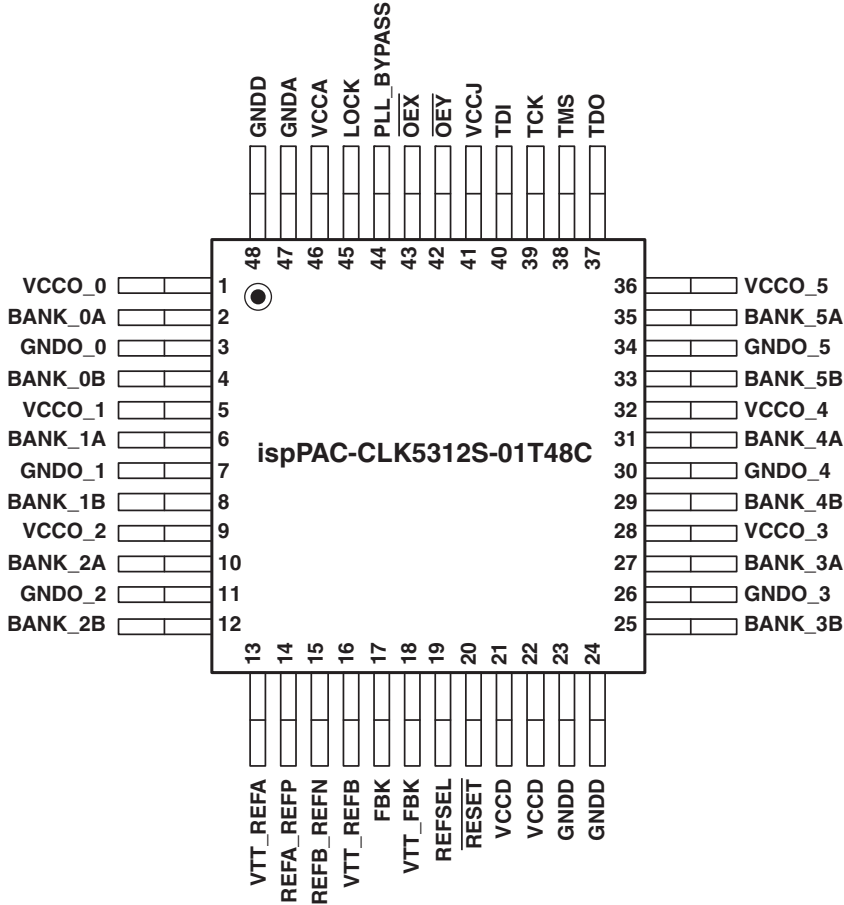 GNDD
GNDA
VCCA
LOCK
PLL_BYPASS
OEX
OEY
VCCJ
TDI
TCK
TMS
TDO
48
47
46
45
44
43
42
41
40
39
38
37
VCCO_0 1
BANK_0A 2
GNDO_0 3
BANK_0B 4
VCCO_1 5
BANK_1A 6
GNDO_1 7
BANK_1B 8
VCCO_2 9
BANK_2A 10
GNDO_2 11
BANK_2B 12
ispPAC-CLK5312S-01T48C
36 VCCO_5
35 BANK_5A
34 GNDO_5
33 BANK_5B
32 VCCO_4
31 BANK_4A
30 GNDO_4
29 BANK_4B
28 VCCO_3
27 BANK_3A
26 GNDO_3
25 BANK_3B
13
14
15
16
17
18
19
20
21
22
23
24
VTT_REFA
REFA_REFP
REFB_REFN
VTT_REFB
FBK
VTT_FBK
REFSEL
RESET
VCCD
VCCD
GNDD
GNDD